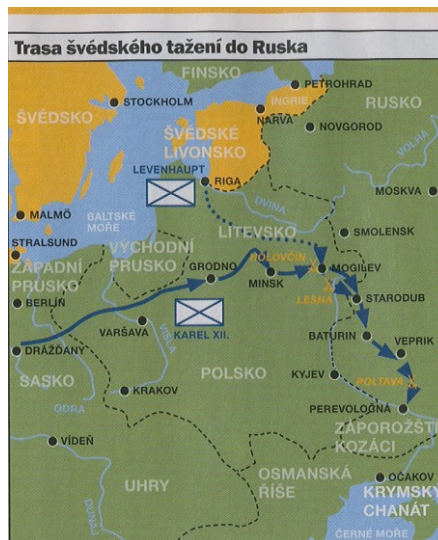 Trasa švédského tažení do Ruska
FINSKO
PETROHRAD
STOCKHOLM
INGRIE
RUSKO
ŠVÉDSKO
NARVA
NOVGOROD
ŠVÉDSKÉ
LIVONSKO
VOLHA
LEVENHAUPT
RIGA
MOSKVA
DVINA
MALMÖ
BALTSKÉ
MOŘE
LITEVSKO
SMOLENSK
STRALSUND
VÝCHODNÍ
PRUSKO
ZÁPADNÍ
PRUSKO
HOLOVČÍN
MOGILEV
GRODNO
MINSK
LESNÁ
BERLÍN
STARODUB
VARŠAVA
KAREL XII.
BATURIN
VEPRIK
DRÁŽĎANY
VISLA
SASKO
POLSKO
KYJEV
POLTAVA
KRAKOV
ODRA
PEREVOLOČNÁ
ZÁPOROŽŠTÍ
KOZÁCI
VÍDEŇ
OSMANSKÁ
ŘÍŠE
OČAKOV
UHRY
KRYMSKÝ
CHANÁT
DUNAJ
ČERNÉ MOŘE